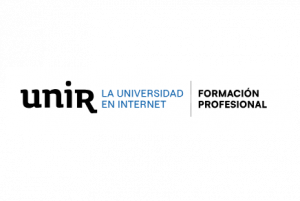 unir
LA UNIVERSIDAD
EN INTERNET
FORMACIÓN
PROFESIONAL